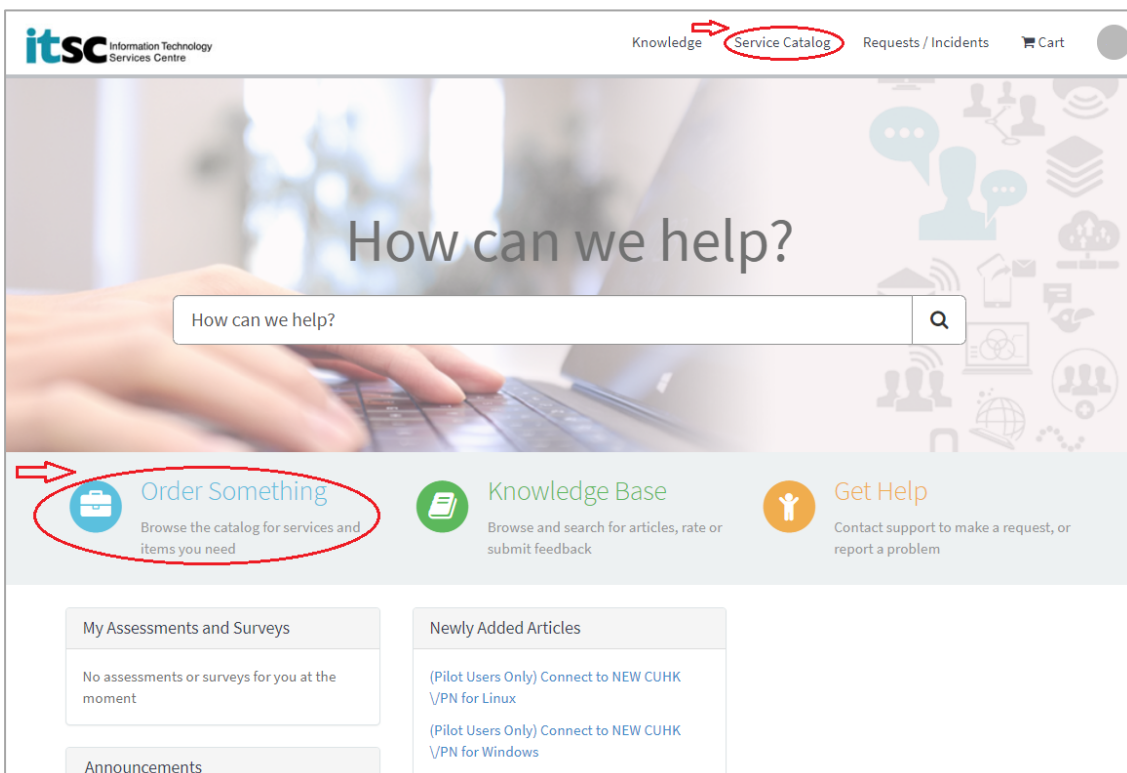 itsc Information Technology
Services Centre
Knowledge Service Catalog Requests / Incidents Cart
How can we help?
How can we help?
Order Something
Browse the catalog for services and
items you need
Knowledge Base
Browse and search for articles, rate or
submit feedback
Get Help
Contact support to make a request, or
report a problem
My Assessments and Surveys
No assessments or surveys for you at the
moment
Announcements
Newly Added Articles
(Pilot Users Only) Connect to NEW CUHK
\/PN for Linux
(Pilot Users Only) Connect to NEW CUHK
\/PN for Windows